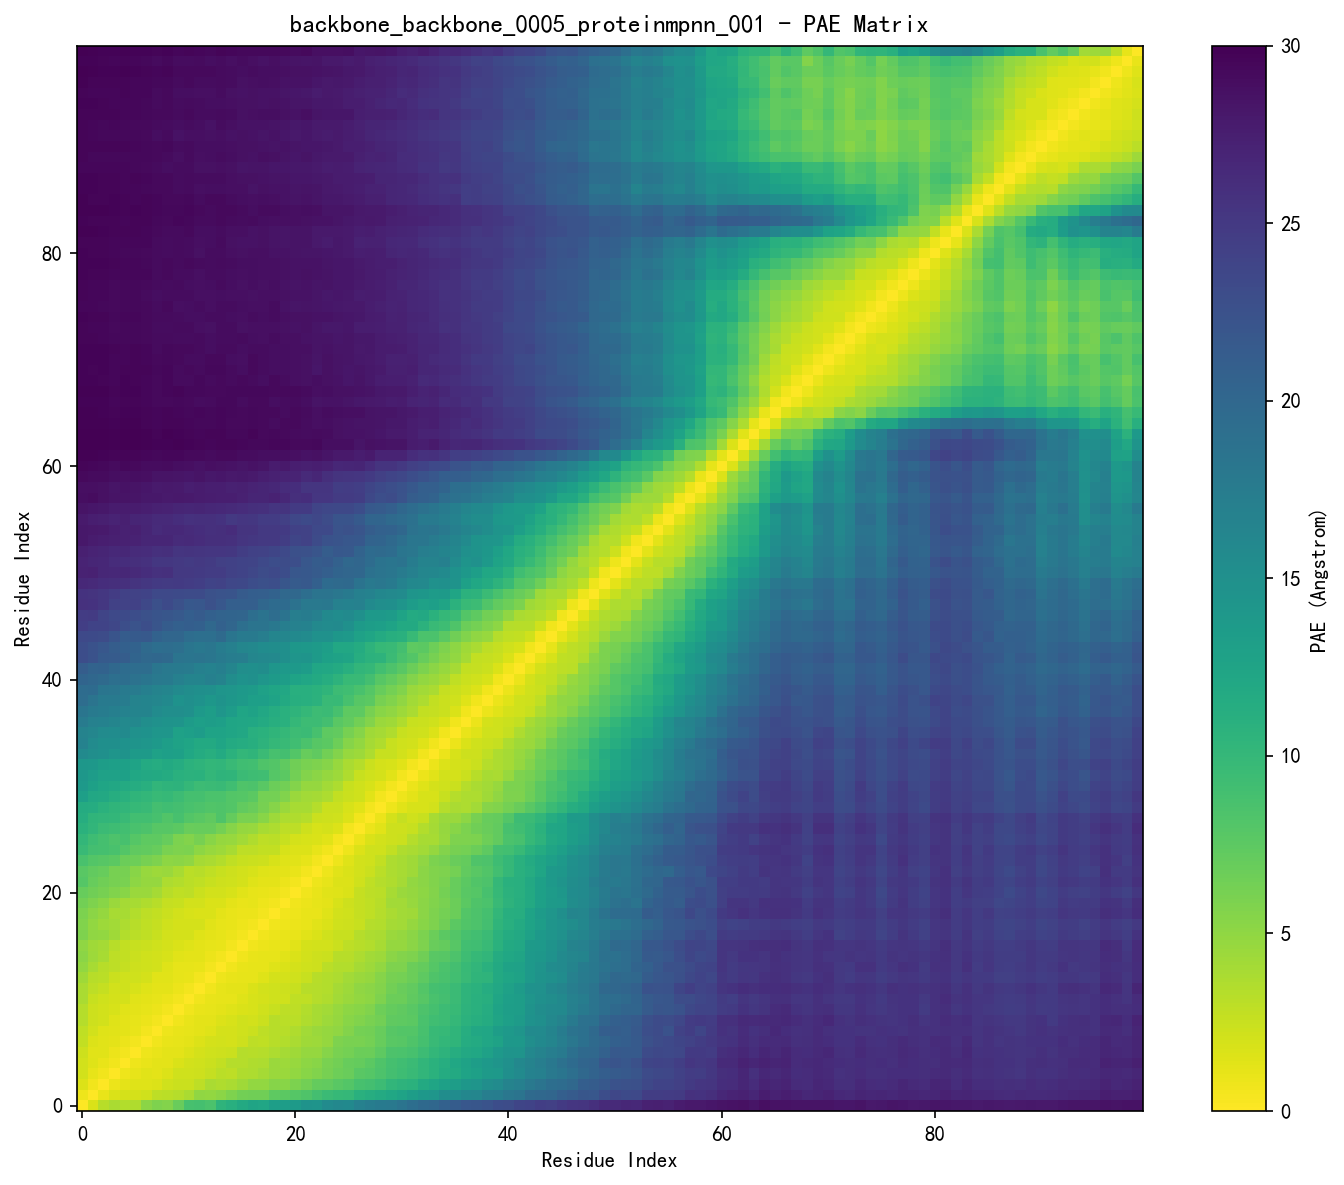 backbone_backbone_0005_proteinmpnn_001 - PAE Matrix
Residue Index
80
60
40
20
0
0 20 40 60 80
Residue Index
30
25
20
15
10
5
0
PAE (Angstrom)